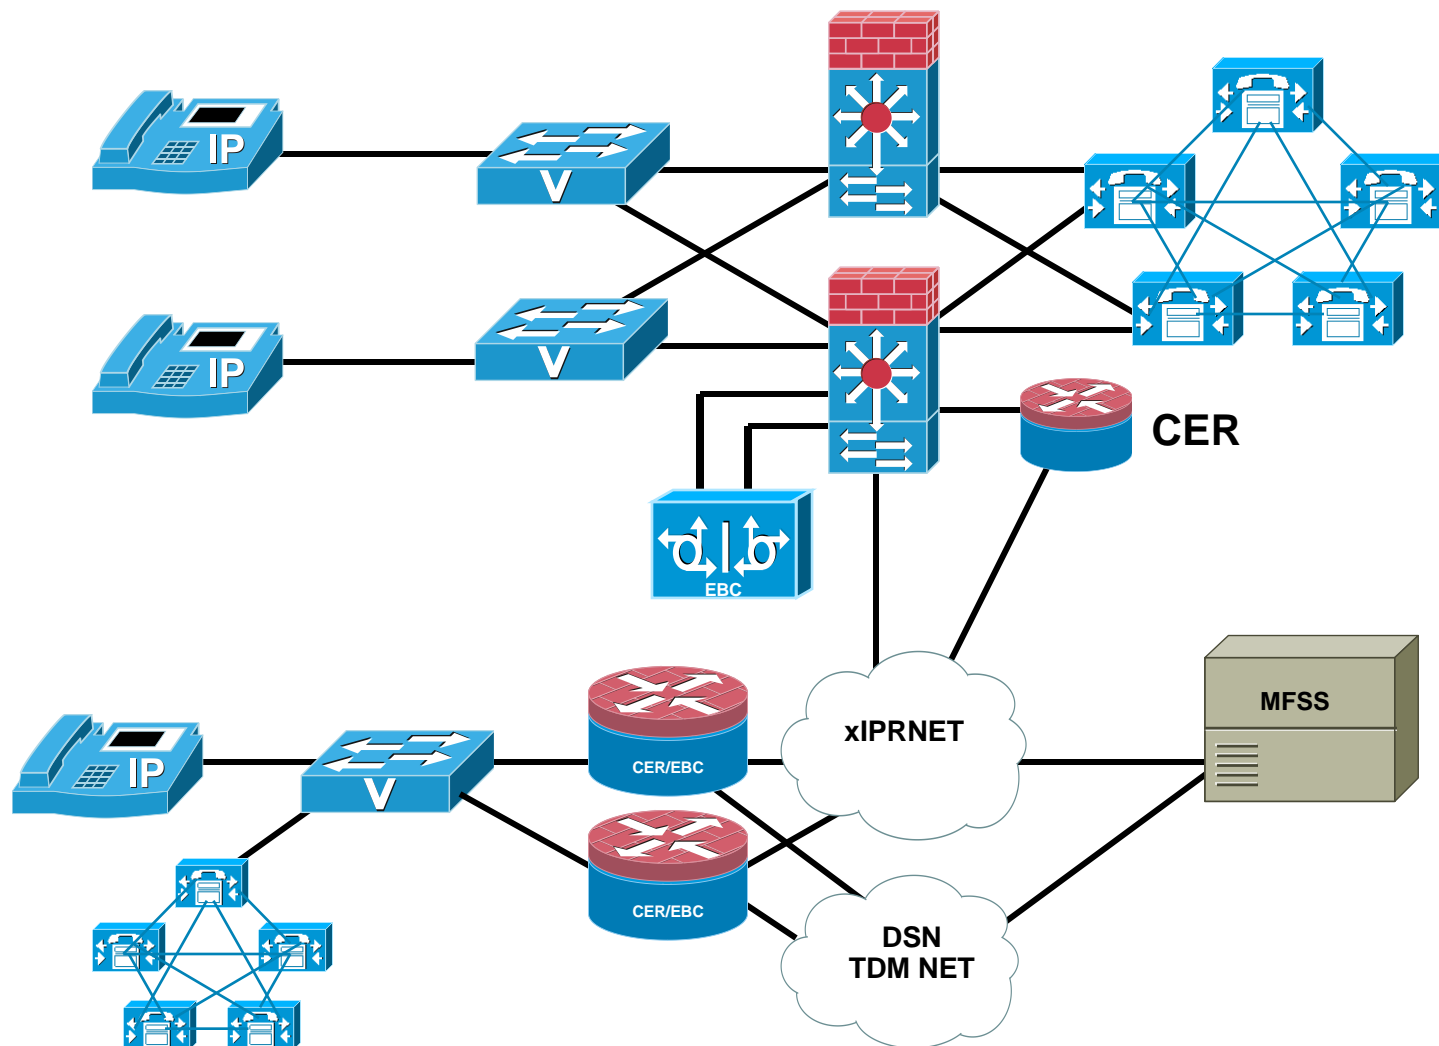 IP
V
IP
V
CER
EBC
xIPRNET
MFSS
IP
V
CER/EBC
CER/EBC
DSN
TDM NET